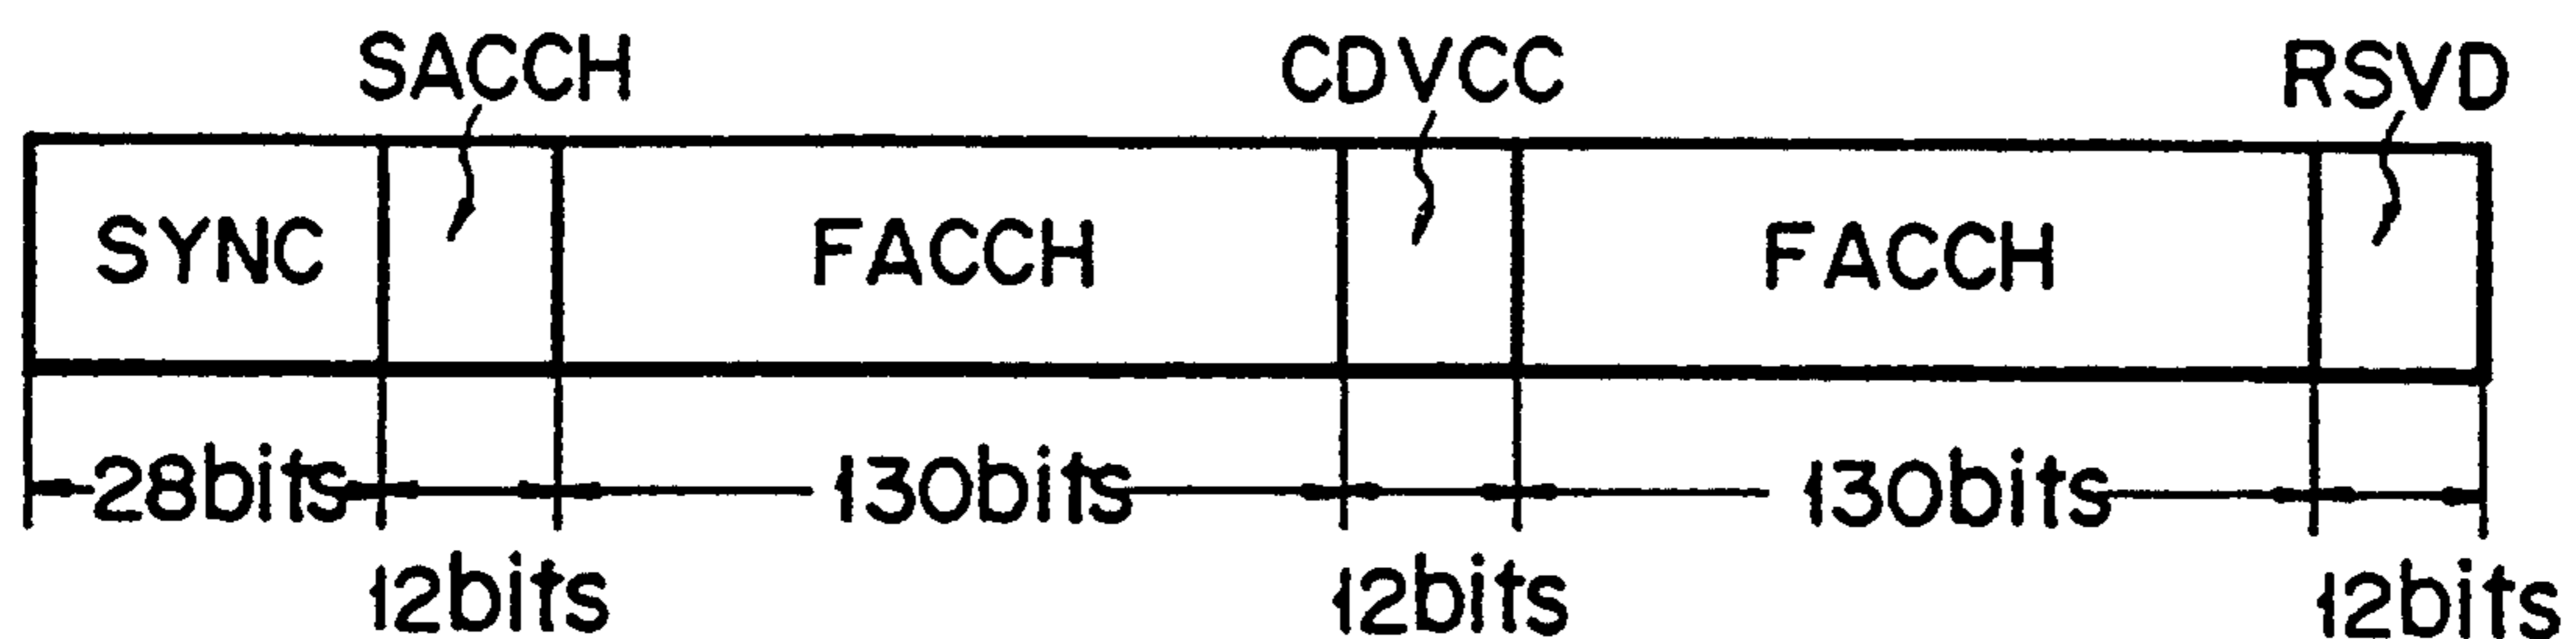 SACCH CDVCC RSVD
SYNC FACCH FACCH
28bits 130bits 130bits
12bits 12bits 12bits